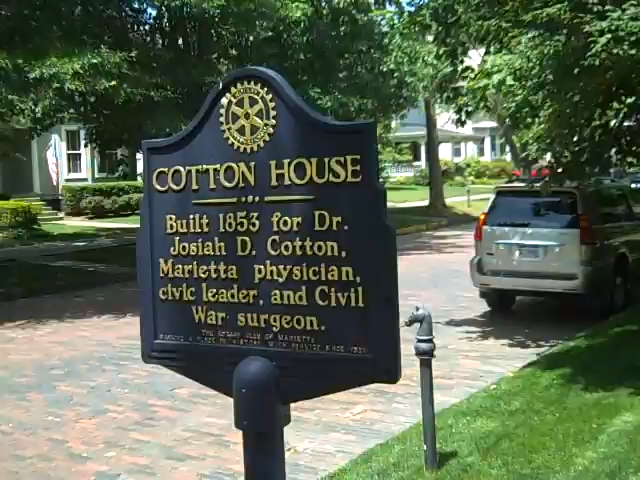 COTTON HOUSE
Built 1853 for Dr.
Josiah D. Cotton,
Marietta physician,
civic leader, and Civil
War surgeon.
THE ROTARY CLUB OF MARIETTA